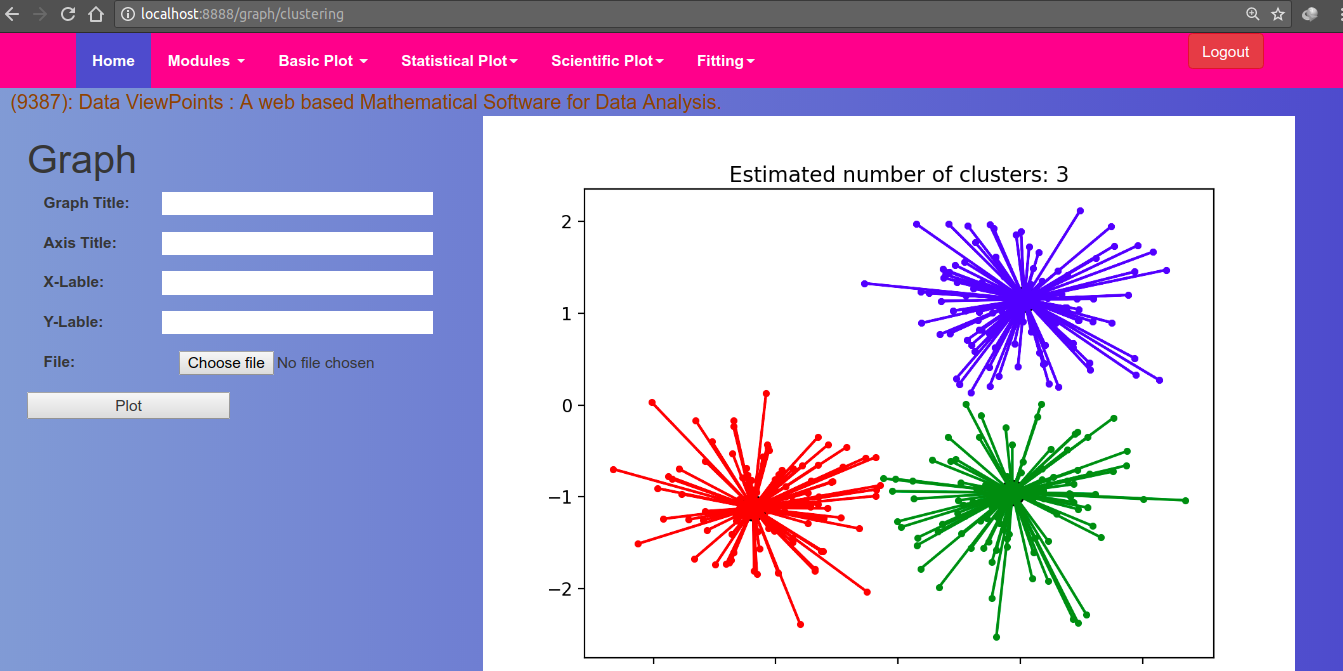 localhost:8888/graph/clustering
Home Modules Basic Plot Statistical Plot Scientific Plot Fitting Logout
(9387): Data ViewPoints : A web based Mathematical Software for Data Analysis.
Graph
Graph Title:
Axis Title:
X-Lable:
Y-Lable:
File: Choose file No file chosen
Plot
Estimated number of clusters: 3
2
1
0
−1
−2